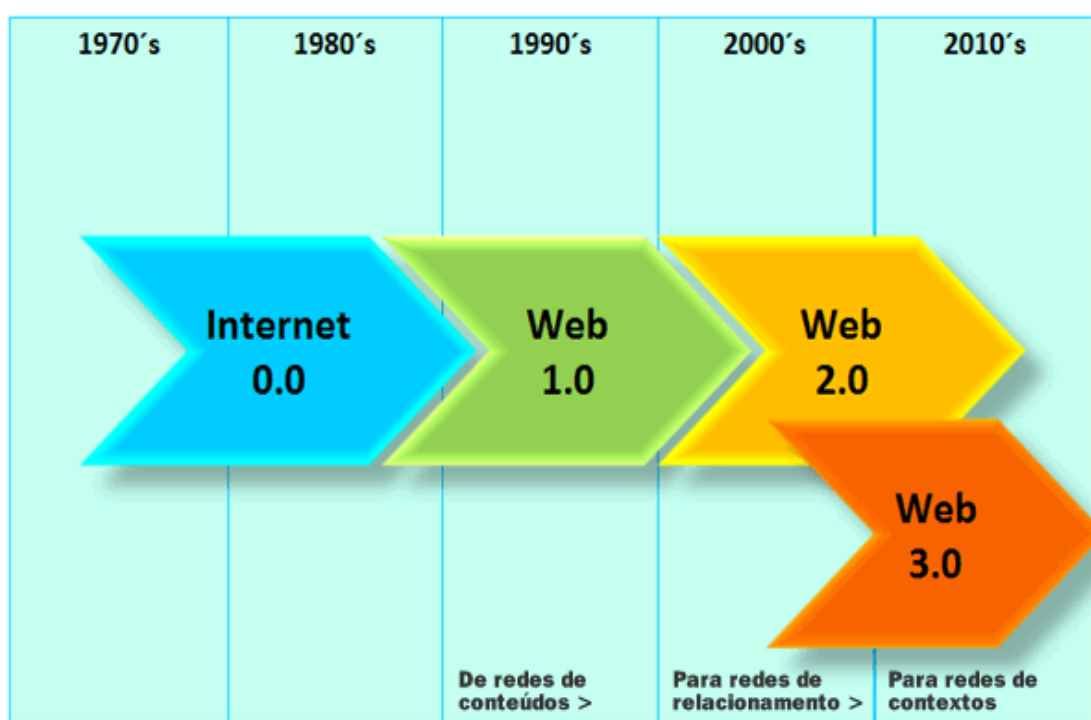 1970´s
1980´s
1990´s
2000´s
2010´s
Internet
0.0
Web
1.0
Web
2.0
Web
3.0
De redes de
conteúdos >
Para redes de
relacionamento >
Para redes de
contextos